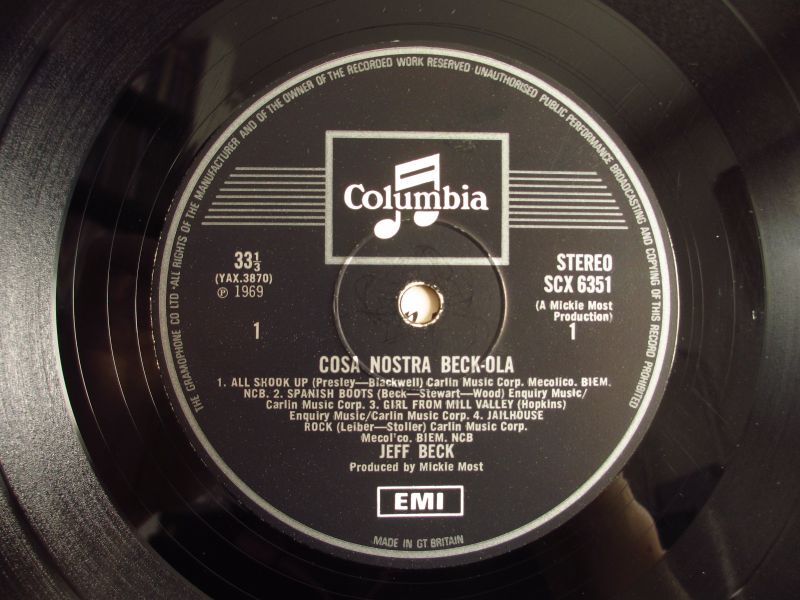 THE GRAMOPHONE CO LTD · ALL RIGHTS OF THE MANUFACTURER AND OF THE OWNER OF THE RECORDED WORK RESERVED · UNAUTHORISED PUBLIC PERFORMANCE BROADCASTING AND COPYING OF THIS RECORD PROHIBITED
Columbia
33⅓
(YAX.3870)
℗ 1969
1
STEREO
SCX 6351
(A Mickie Most
Production)
1
COSA NOSTRA BECK-OLA
1. ALL SHOOK UP (Presley—Blackwell) Carlin Music Corp. Mecolico. BIEM.
NCB. 2. SPANISH BOOTS (Beck—Stewart—Wood) Enquiry Music/
Carlin Music Corp. 3. GIRL FROM MILL VALLEY (Hopkins)
Enquiry Music/Carlin Music Corp. 4. JAILHOUSE
ROCK (Leiber—Stoller) Carlin Music Corp.
Mecol'co. BIEM. NCB
JEFF BECK
Produced by Mickie Most
EMI
MADE IN GT BRITAIN